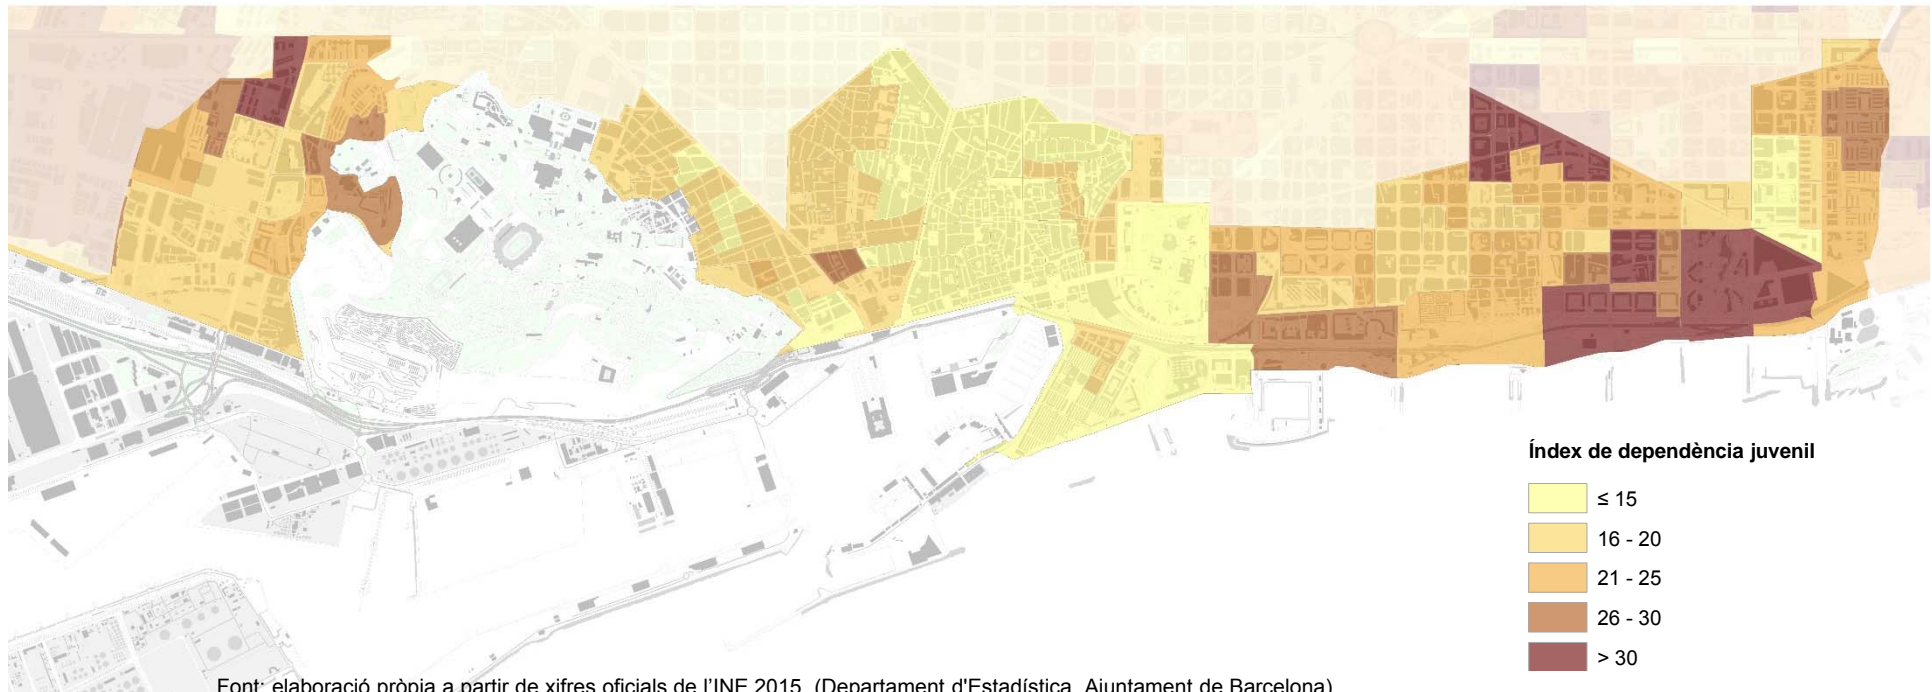 Índex de dependència juvenil
≤ 15
16 - 20
21 - 25
26 - 30
> 30
Font: elaboració pròpia a partir de xifres oficials de l'INE 2015. (Departament d'Estadística. Ajuntament de Barcelona)